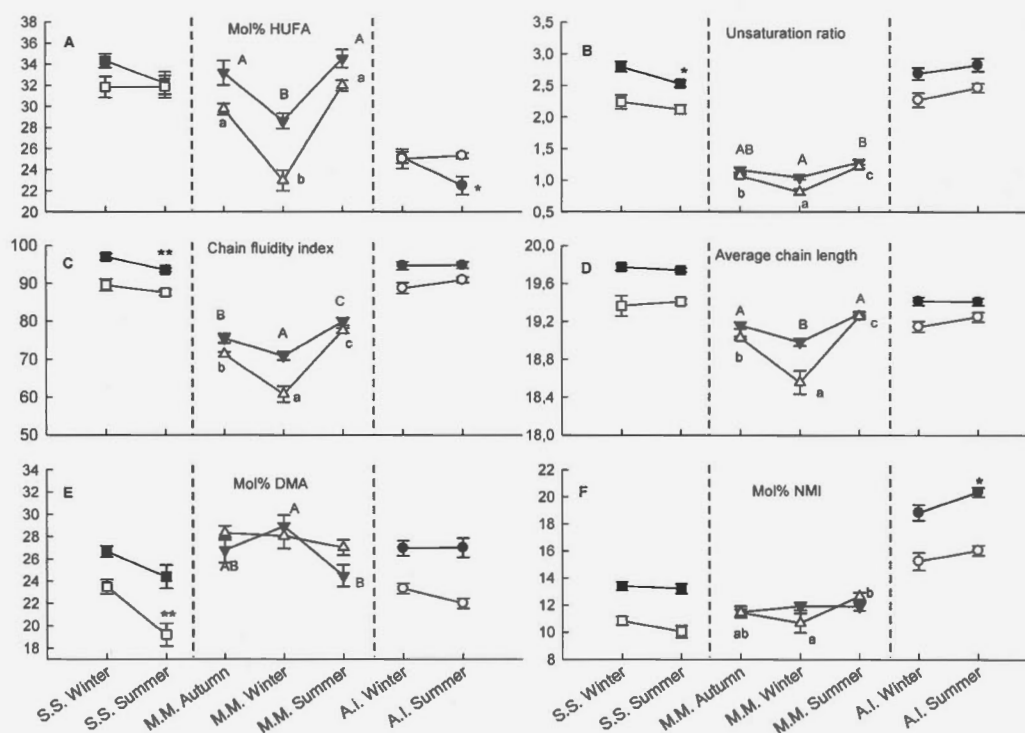 A
Mol% HUFA
38
36
34
32
30
28
26
24
22
20
A
B
A
a
b
a
*
B
Unsaturation ratio
3,5
3,0
2,5
2,0
1,5
1,0
0,5
*
AB
A
B
b
a
c
C
Chain fluidity index
100
90
80
70
60
50
**
B
A
C
b
a
c
D
Average chain length
20,0
19,6
19,2
18,8
18,4
18,0
A
B
A
b
a
c
E
Mol% DMA
34
32
30
28
26
24
22
20
18
**
AB
A
B
F
Mol% NMI
22
20
18
16
14
12
10
8
ab
a
b
*
S.S. Winter
S.S. Summer
M.M. Autumn
M.M. Winter
M.M. Summer
A.I. Winter
A.I. Summer
S.S. Winter
S.S. Summer
M.M. Autumn
M.M. Winter
M.M. Summer
A.I. Winter
A.I. Summer